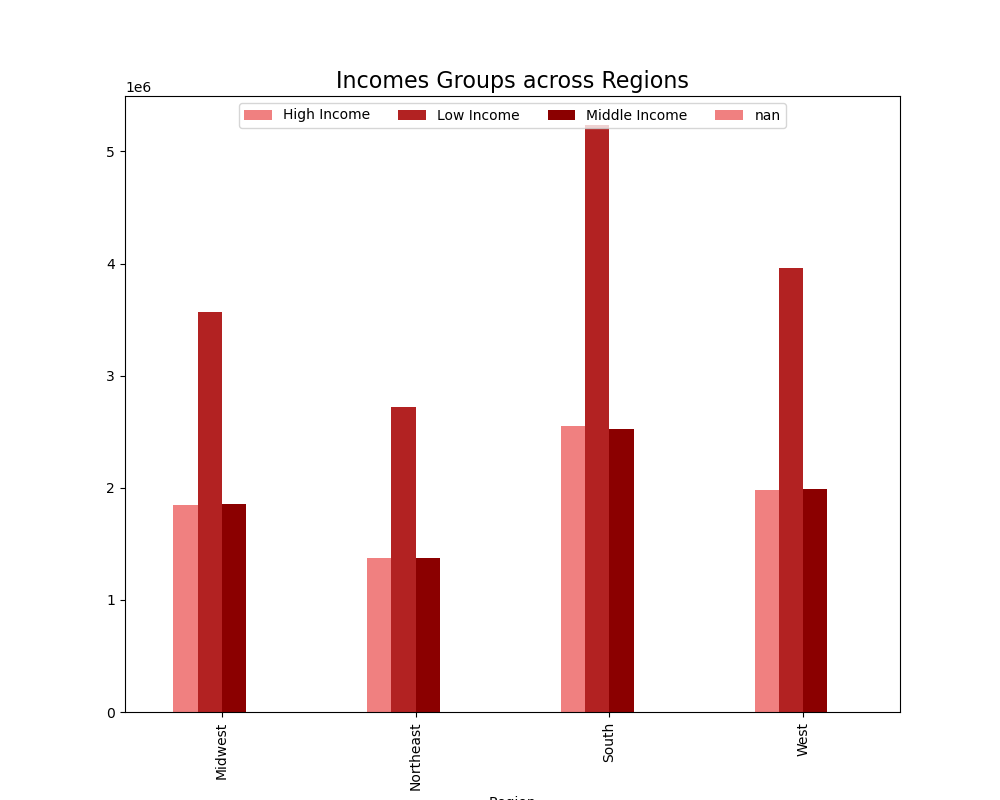 Incomes Groups across Regions
1e6
High Income Low Income Middle Income nan
5
4
3
2
1
0
Midwest
Northeast
South
West
Region